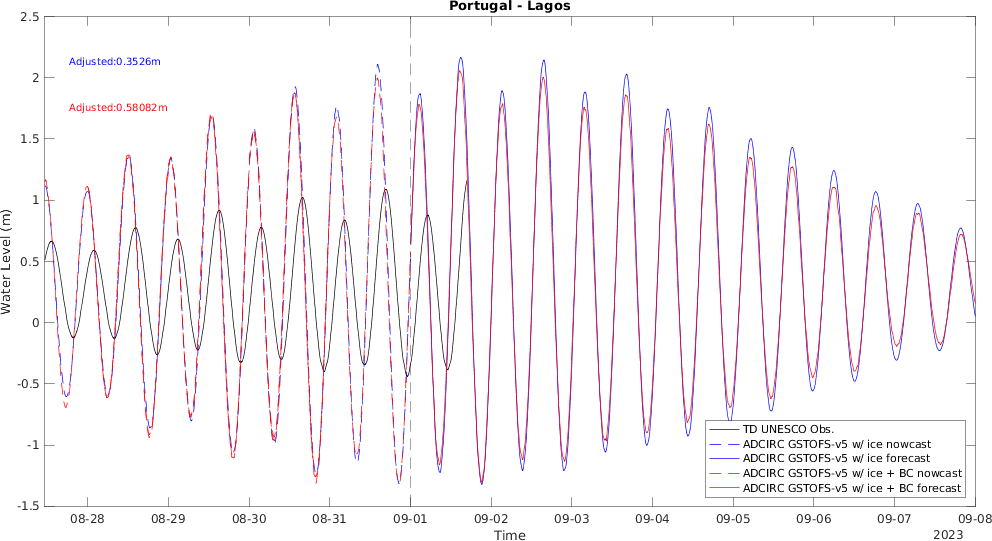 Portugal - Lagos
2.5
2
1.5
1
0.5
0
-0.5
-1
-1.5
Water Level (m)
Adjusted:0.3526m
Adjusted:0.58082m
TD UNESCO Obs.
ADCIRC GSTOFS-v5 w/ ice nowcast
ADCIRC GSTOFS-v5 w/ ice forecast
ADCIRC GSTOFS-v5 w/ ice + BC nowcast
ADCIRC GSTOFS-v5 w/ ice + BC forecast
08-28 08-29 08-30 08-31 09-01 09-02 09-03 09-04 09-05 09-06 09-07 09-08
Time
2023